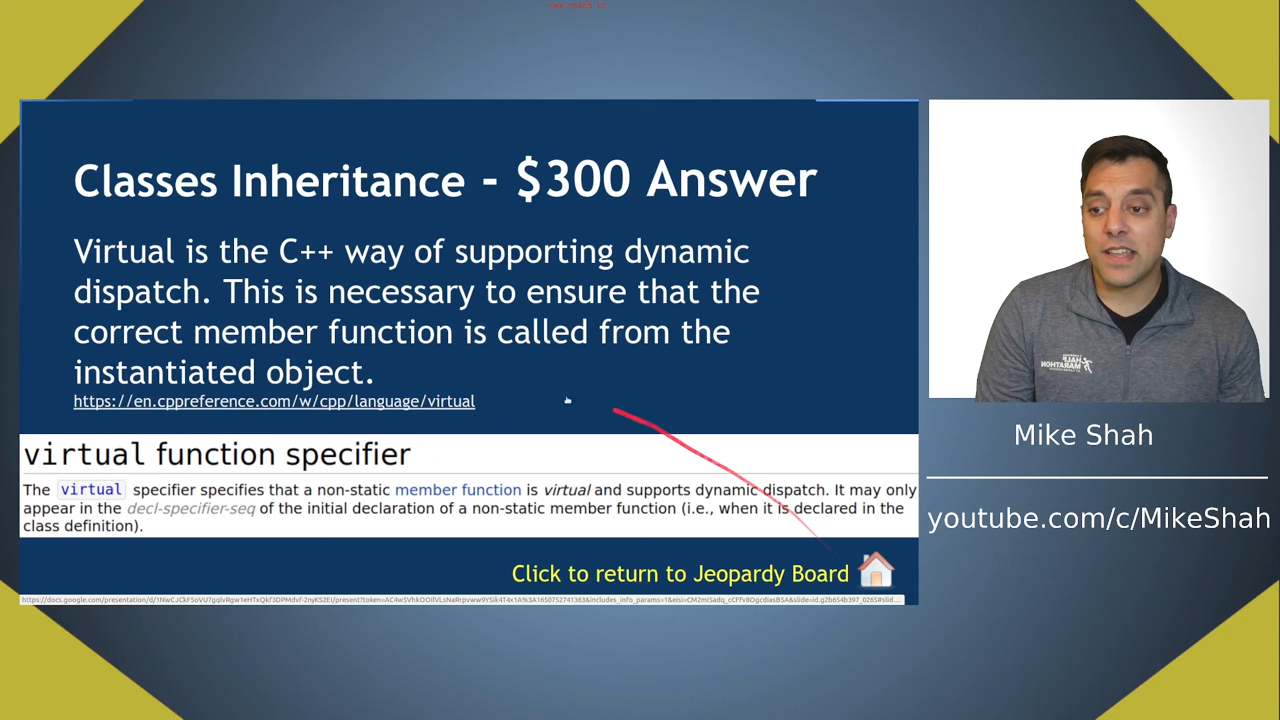 Classes Inheritance - $300 Answer
Virtual is the C++ way of supporting dynamic
dispatch. This is necessary to ensure that the
correct member function is called from the
instantiated object.
https://en.cppreference.com/w/cpp/language/virtual
virtual function specifier
The virtual specifier specifies that a non-static member function is virtual and supports dynamic dispatch. It may only
appear in the decl-specifier-seq of the initial declaration of a non-static member function (i.e., when it is declared in the
class definition).
Click to return to Jeopardy Board
HALF
MARATHON
Mike Shah
youtube.com/c/MikeShah